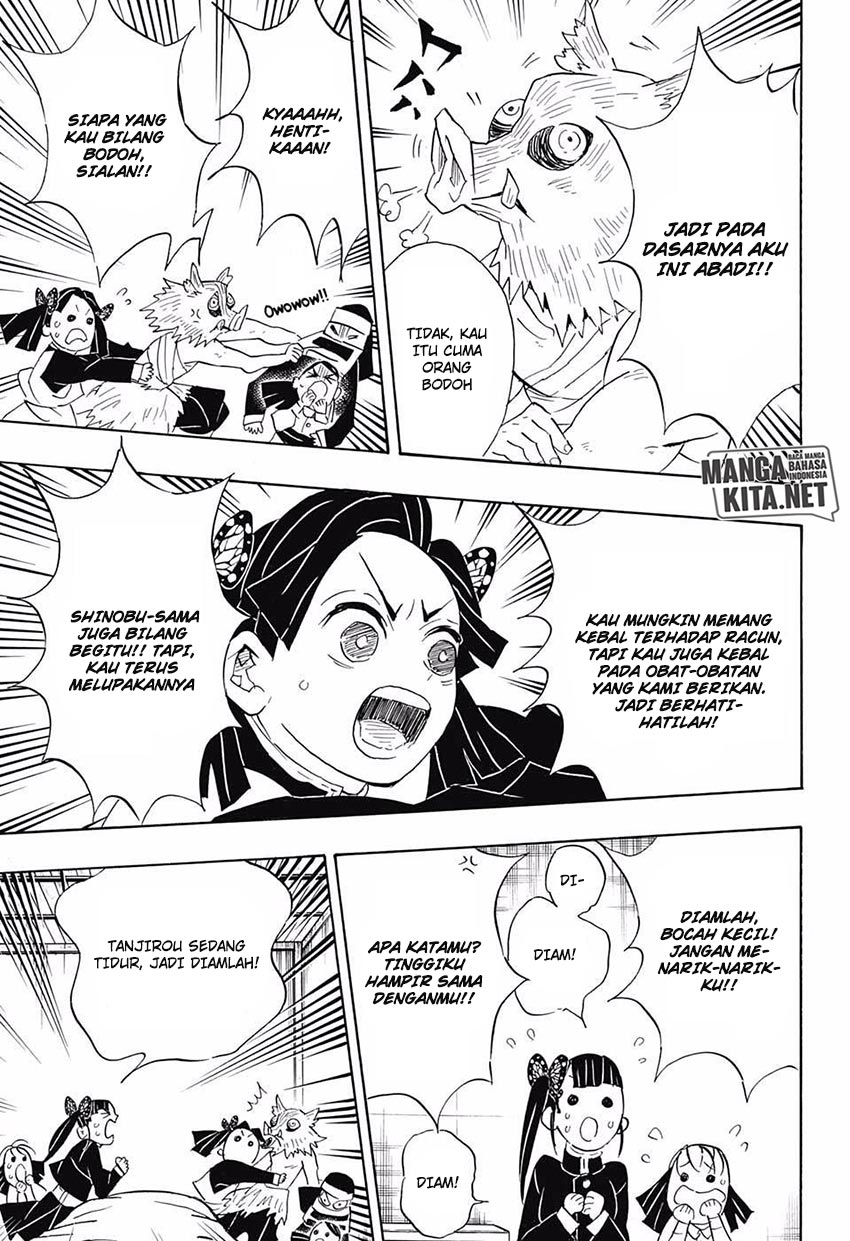 JADI PADA
DASARNYA AKU
INI ABADI!!
TIDAK, KAU
ITU CUMA
ORANG
BODOH
KYAAAHH,
HENTI-
KAAAN!
SIAPA YANG
KAU BILANG
BODOH,
SIALAN!!
OWOWOW!!
MANGA
KITA.NET
BACA MANGA
BAHASA
INDONESIA
KAU MUNGKIN MEMANG
KEBAL TERHADAP RACUN,
TAPI KAU JUGA KEBAL
PADA OBAT-OBATAN
YANG KAMI BERIKAN.
JADI BERHATI-
HATILAH!
SHINOBU-SAMA
JUGA BILANG
BEGITU!! TAPI,
KAU TERUS
MELUPAKANNYA
DIAMLAH,
BOCAH KECIL!
JANGAN ME-
NARIK-NARIK-
KU!!
DI-
DIAM!
APA KATAMU?
TINGGIKU
HAMPIR SAMA
DENGANMU!!
DIAM!
TANJIROU SEDANG
TIDUR, JADI DIAMLAH!